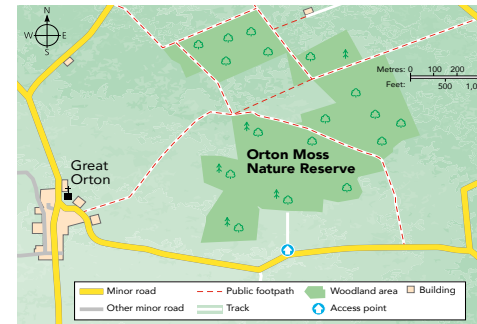 N
W E
S
Metres: 0 100 200
Feet: 500 1,0
Great
Orton
Orton Moss
Nature Reserve
Minor road Public footpath Woodland area Building
Other minor road Track Access point